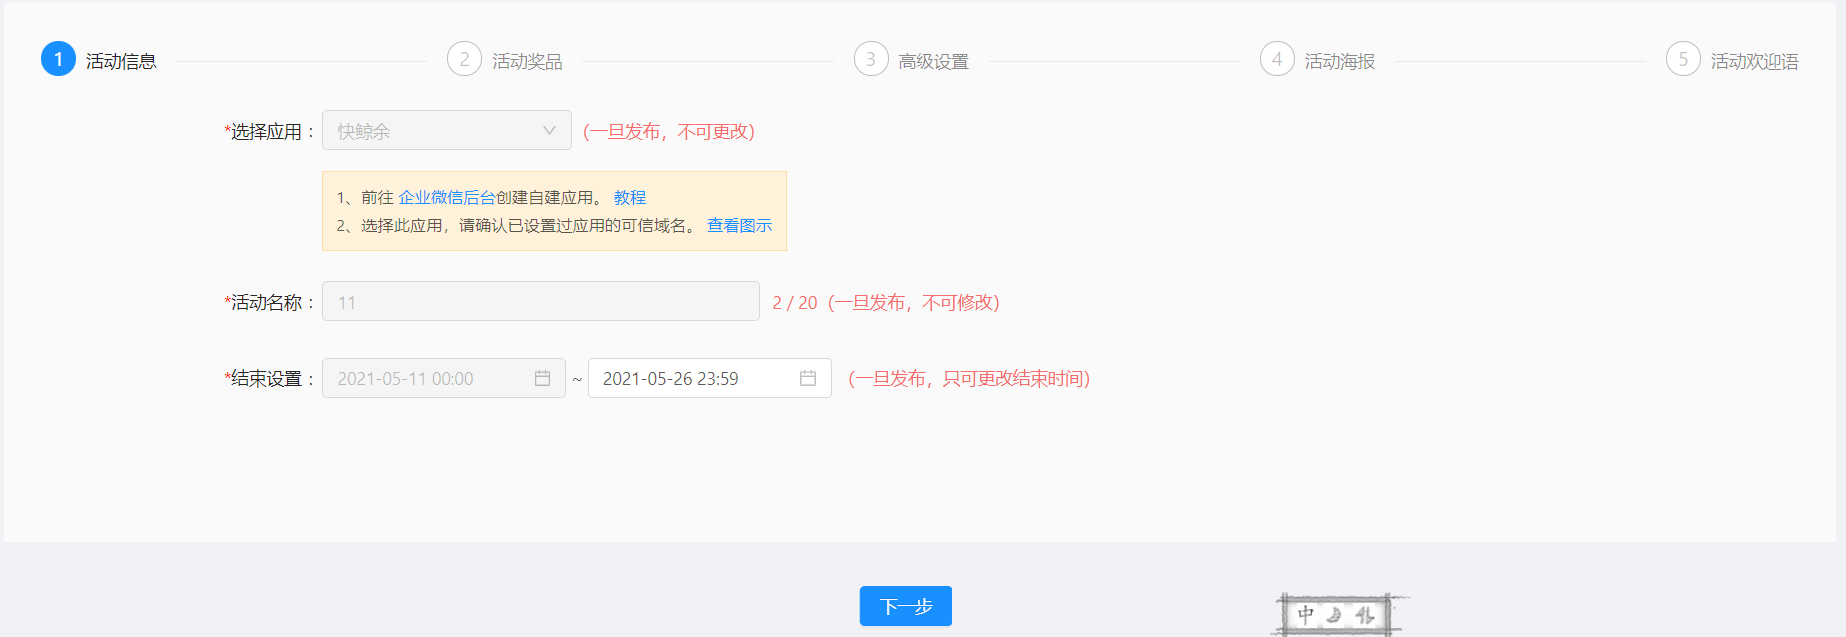 1 活动信息 2 活动奖品 3 高级设置 4 活动海报 5 活动欢迎语
*选择应用： 快鲸余 (一旦发布，不可更改)
1、前往 企业微信后台创建自建应用。 教程
2、选择此应用，请确认已设置过应用的可信域名。 查看图示
*活动名称： 11 2 / 20 (一旦发布，不可修改)
*结束设置： 2021-05-11 00:00 ~ 2021-05-26 23:59 (一旦发布，只可更改结束时间)
下一步
中